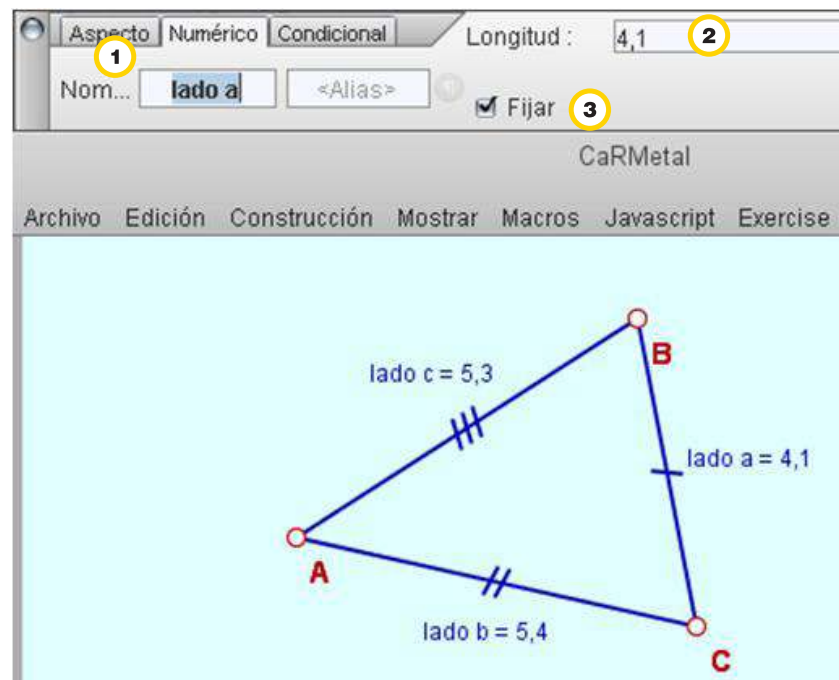 Aspecto Numérico Condicional Longitud : 4,1 2
1
Nom... lado a <Alias> Fijar 3
CaRMetal
Archivo Edición Construcción Mostrar Macros Javascript Exercise
B
lado c = 5,3
lado a = 4,1
A
lado b = 5,4
C